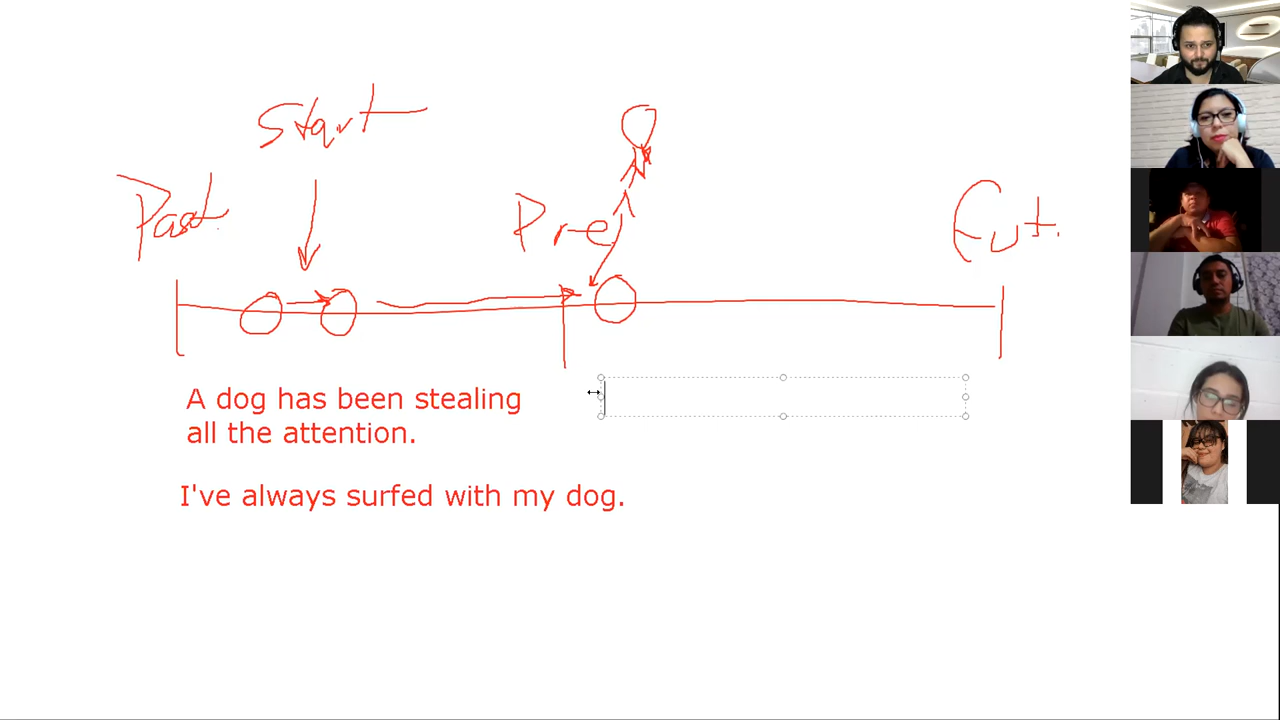 Start
Past
Pre
Fut.
A dog has been stealing
all the attention.
I've always surfed with my dog.